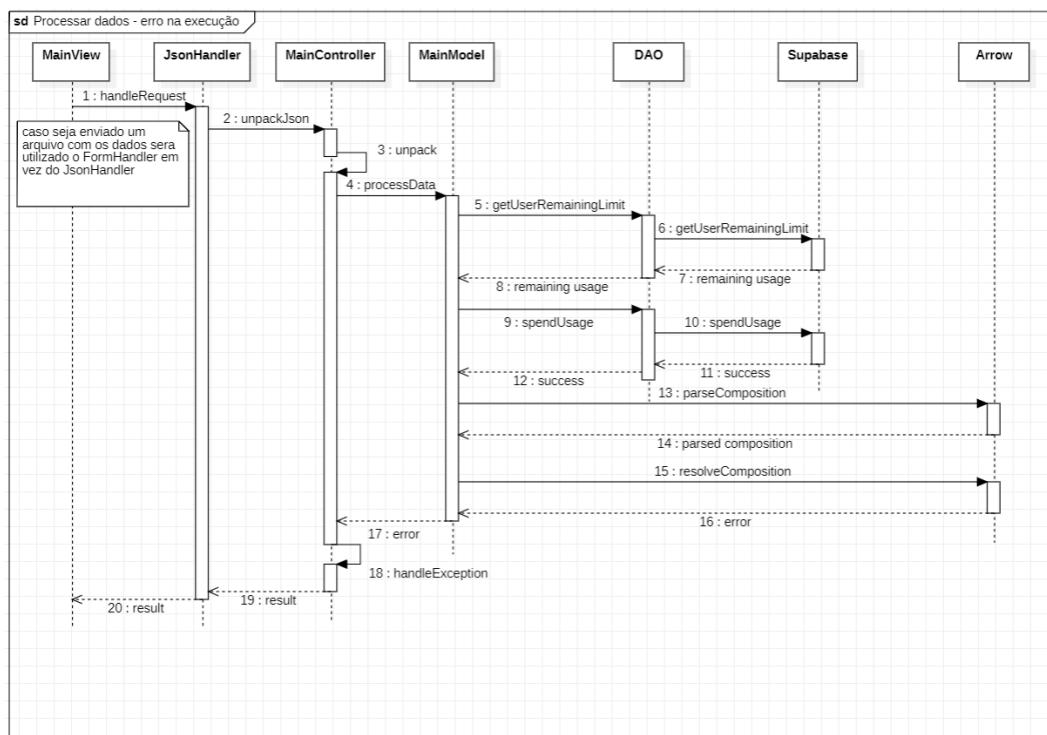 sd Processar dados - erro na execução
MainView
JsonHandler
MainController
MainModel
DAO
Supabase
Arrow
1 : handleRequest
caso seja enviado um
arquivo com os dados sera
utilizado o FormHandler em
vez do JsonHandler
2 : unpackJson
3 : unpack
4 : processData
5 : getUserRemainingLimit
6 : getUserRemainingLimit
7 : remaining usage
8 : remaining usage
9 : spendUsage
10 : spendUsage
11 : success
12 : success
13 : parseComposition
14 : parsed composition
15 : resolveComposition
16 : error
17 : error
18 : handleException
19 : result
20 : result